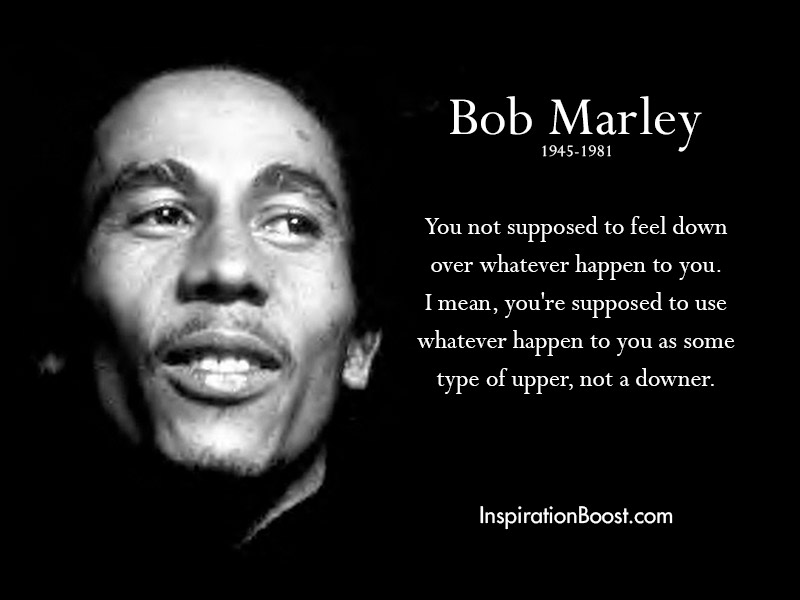 Bob Marley
1945-1981
You not supposed to feel down
over whatever happen to you.
I mean, you're supposed to use
whatever happen to you as some
type of upper, not a downer.
InspirationBoost.com